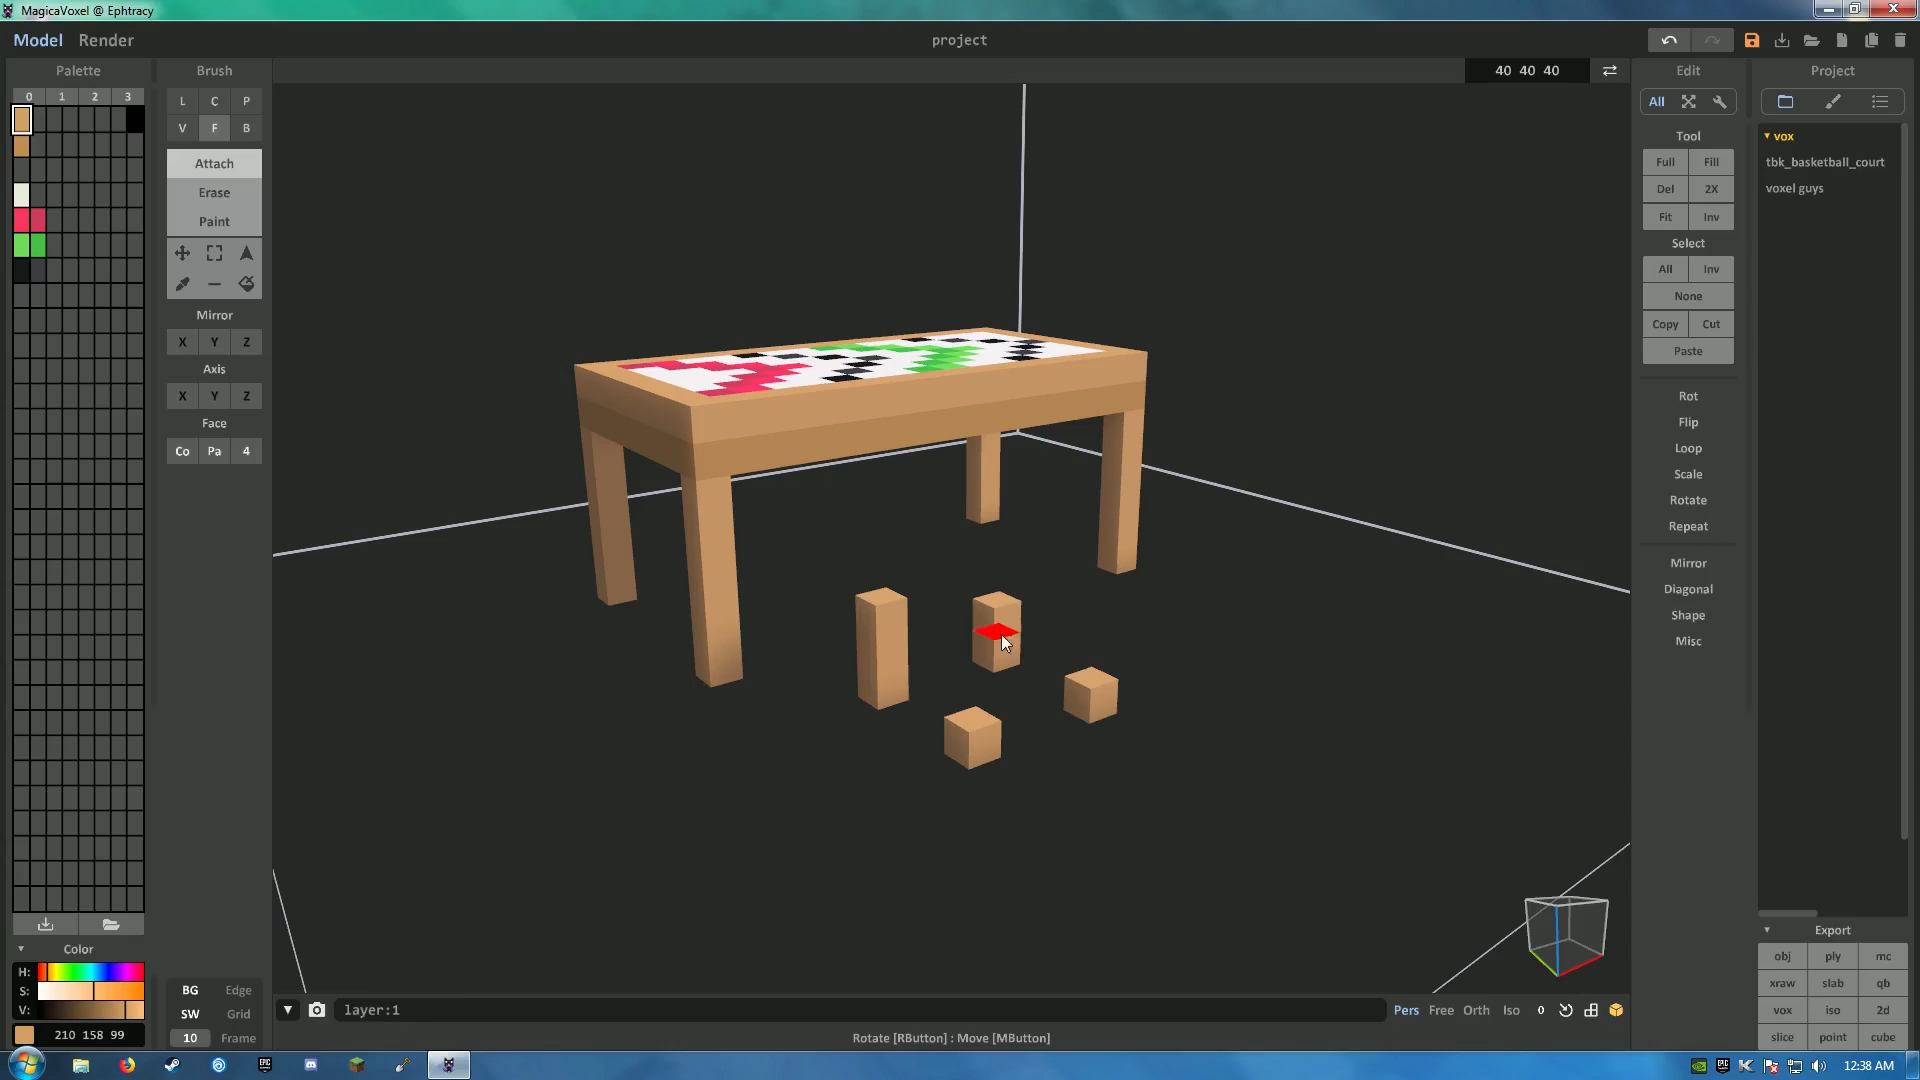 MagicaVoxel @ Ephtracy
Model Render
project
Palette
0 1 2 3
Color
H:
S:
V:
210 158 99
Brush
L C P
V F B
Attach
Erase
Paint
Mirror
X Y Z
Axis
X Y Z
Face
Co Pa 4
BG Edge
SW Grid
10 Frame
40 40 40
layer:1
Pers Free Orth Iso 0
Rotate [RButton] : Move [MButton]
Edit
All
Tool
Full Fill
Del 2X
Fit Inv
Select
All Inv
None
Copy Cut
Paste
Rot
Flip
Loop
Scale
Rotate
Repeat
Mirror
Diagonal
Shape
Misc
Project
vox
tbk_basketball_court
voxel guys
Export
obj ply mc
xraw slab qb
vox iso 2d
slice point cube
EPIC
EPIC
K
12:38 AM